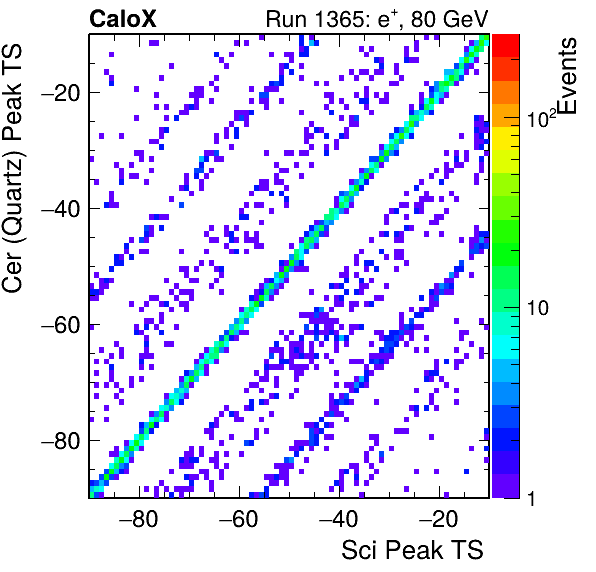 CaloX Run 1365: e⁺, 80 GeV
Cer (Quartz) Peak TS
−20
−40
−60
−80
−80 −60 −40 −20
Sci Peak TS
Events
10²
10
1